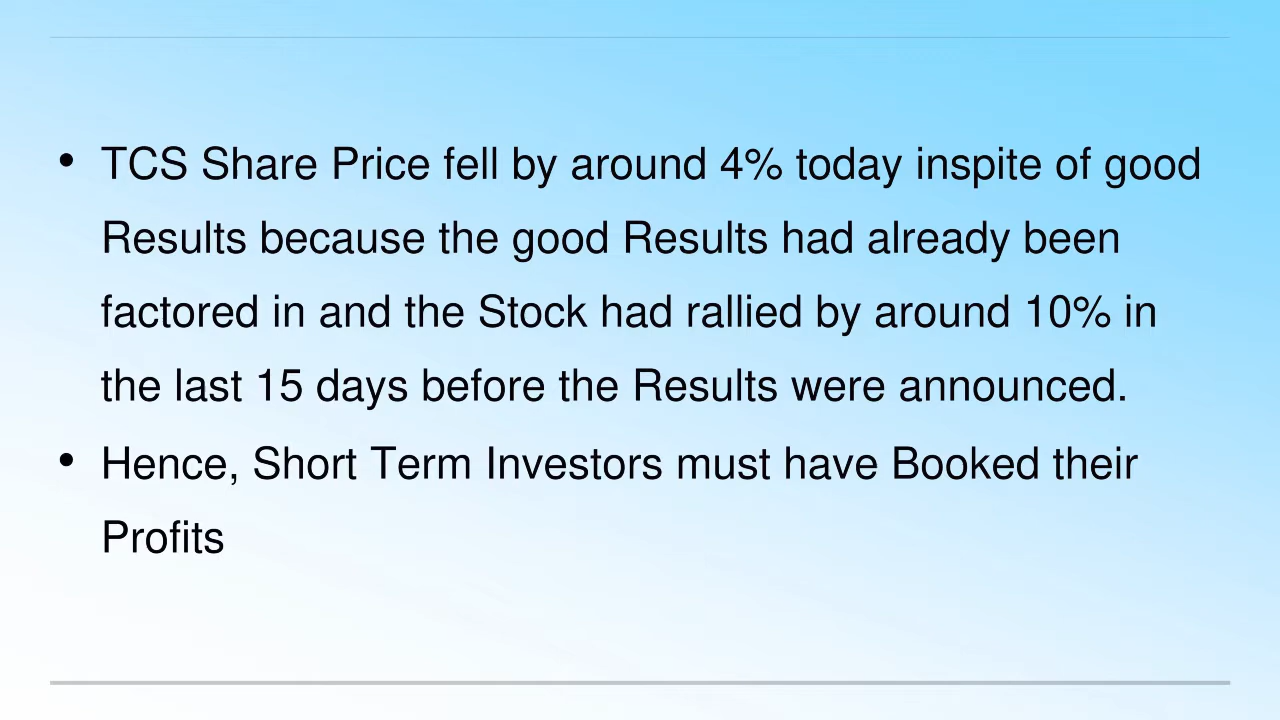 • TCS Share Price fell by around 4% today inspite of good
Results because the good Results had already been
factored in and the Stock had rallied by around 10% in
the last 15 days before the Results were announced.
• Hence, Short Term Investors must have Booked their
Profits